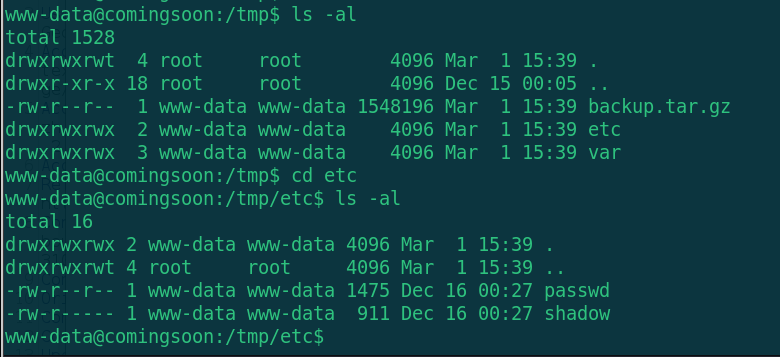 www-data@comingsoon:/tmp$ ls -al
total 1528
drwxrwxrwt  4 root     root        4096 Mar  1 15:39 .
drwxr-xr-x 18 root     root        4096 Dec 15 00:05 ..
-rw-r--r--  1 www-data www-data 1548196 Mar  1 15:39 backup.tar.gz
drwxrwxrwx  2 www-data www-data    4096 Mar  1 15:39 etc
drwxrwxrwx  3 www-data www-data    4096 Mar  1 15:39 var
www-data@comingsoon:/tmp$ cd etc
www-data@comingsoon:/tmp/etc$ ls -al
total 16
drwxrwxrwx 2 www-data www-data 4096 Mar  1 15:39 .
drwxrwxrwt 4 root     root     4096 Mar  1 15:39 ..
-rw-r--r-- 1 www-data www-data 1475 Dec 16 00:27 passwd
-rw-r----- 1 www-data www-data  911 Dec 16 00:27 shadow
www-data@comingsoon:/tmp/etc$